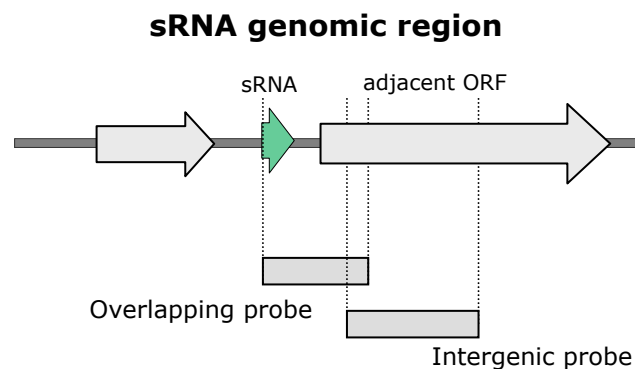 sRNA genomic region
sRNA
adjacent ORF
Overlapping probe
Intergenic probe